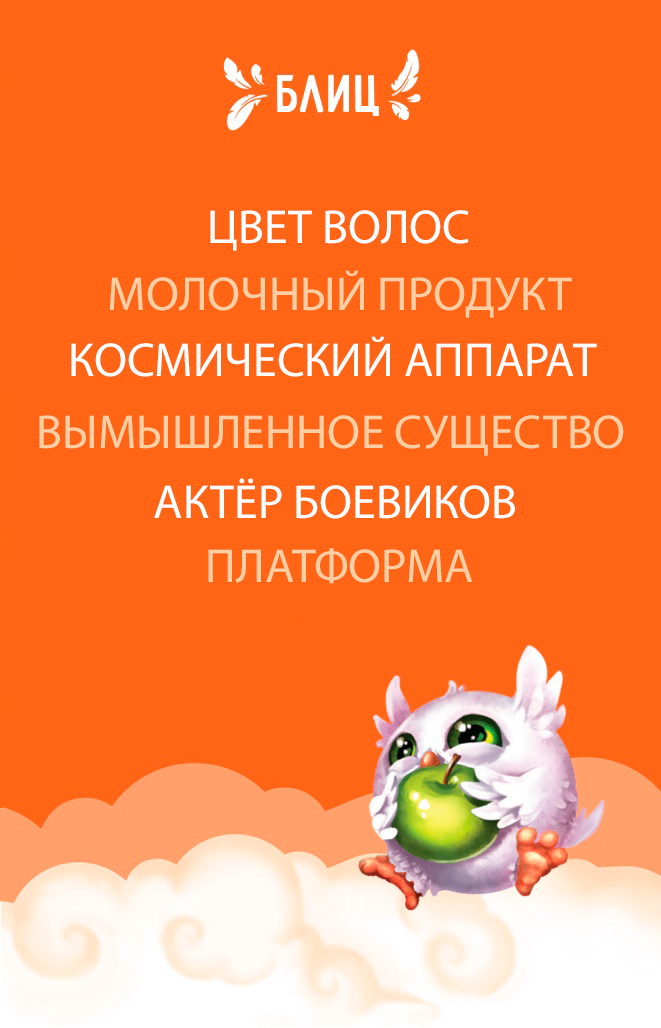 БЛИЦ
ЦВЕТ ВОЛОС
МОЛОЧНЫЙ ПРОДУКТ
КОСМИЧЕСКИЙ АППАРАТ
ВЫМЫШЛЕННОЕ СУЩЕСТВО
АКТЁР БОЕВИКОВ
ПЛАТФОРМА